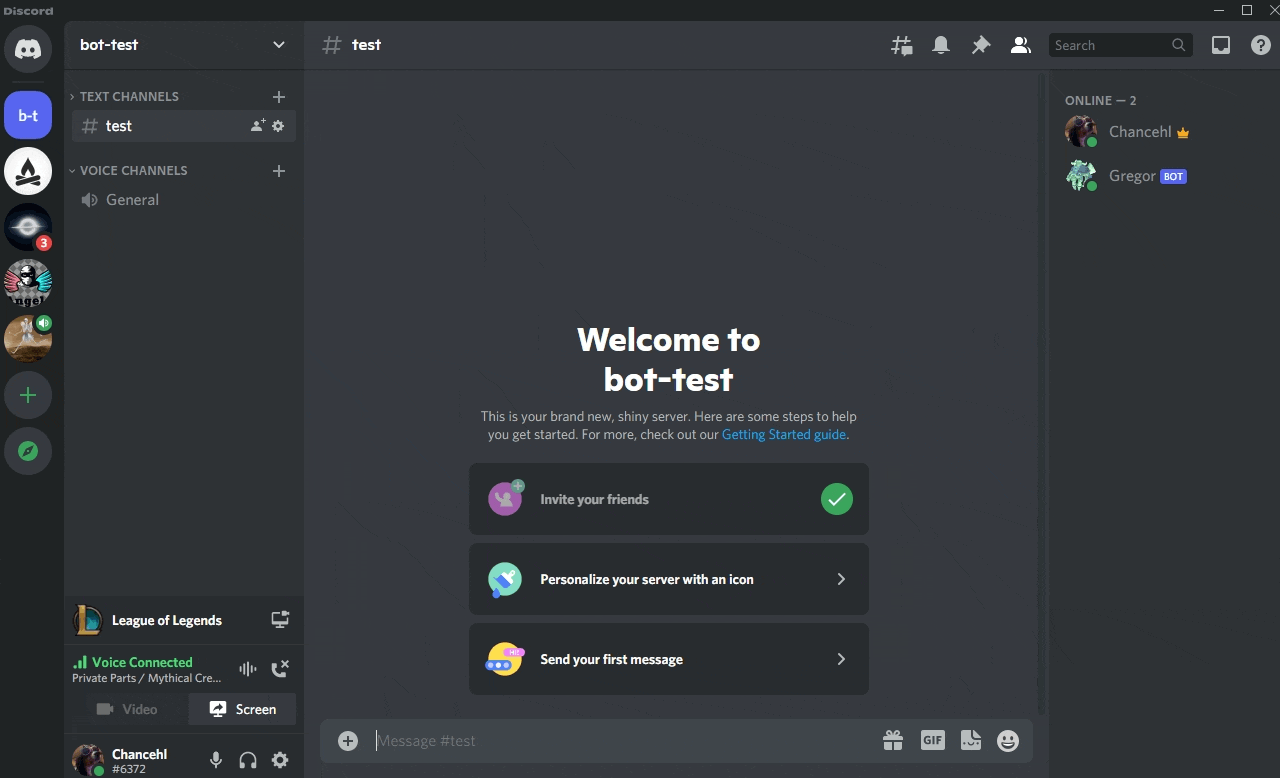 Discord
bot-test
TEXT CHANNELS
test
VOICE CHANNELS
General
b-t
3
ngel
League of Legends
Voice Connected
Private Parts / Mythical Cre...
Video
Screen
Chancehl
#6372
# test
Search
Welcome to
bot-test
This is your brand new, shiny server. Here are some steps to help
you get started. For more, check out our Getting Started guide.
Invite your friends
Personalize your server with an icon
Hi!
Send your first message
Message #test
GIF
ONLINE — 2
Chancehl
Gregor BOT